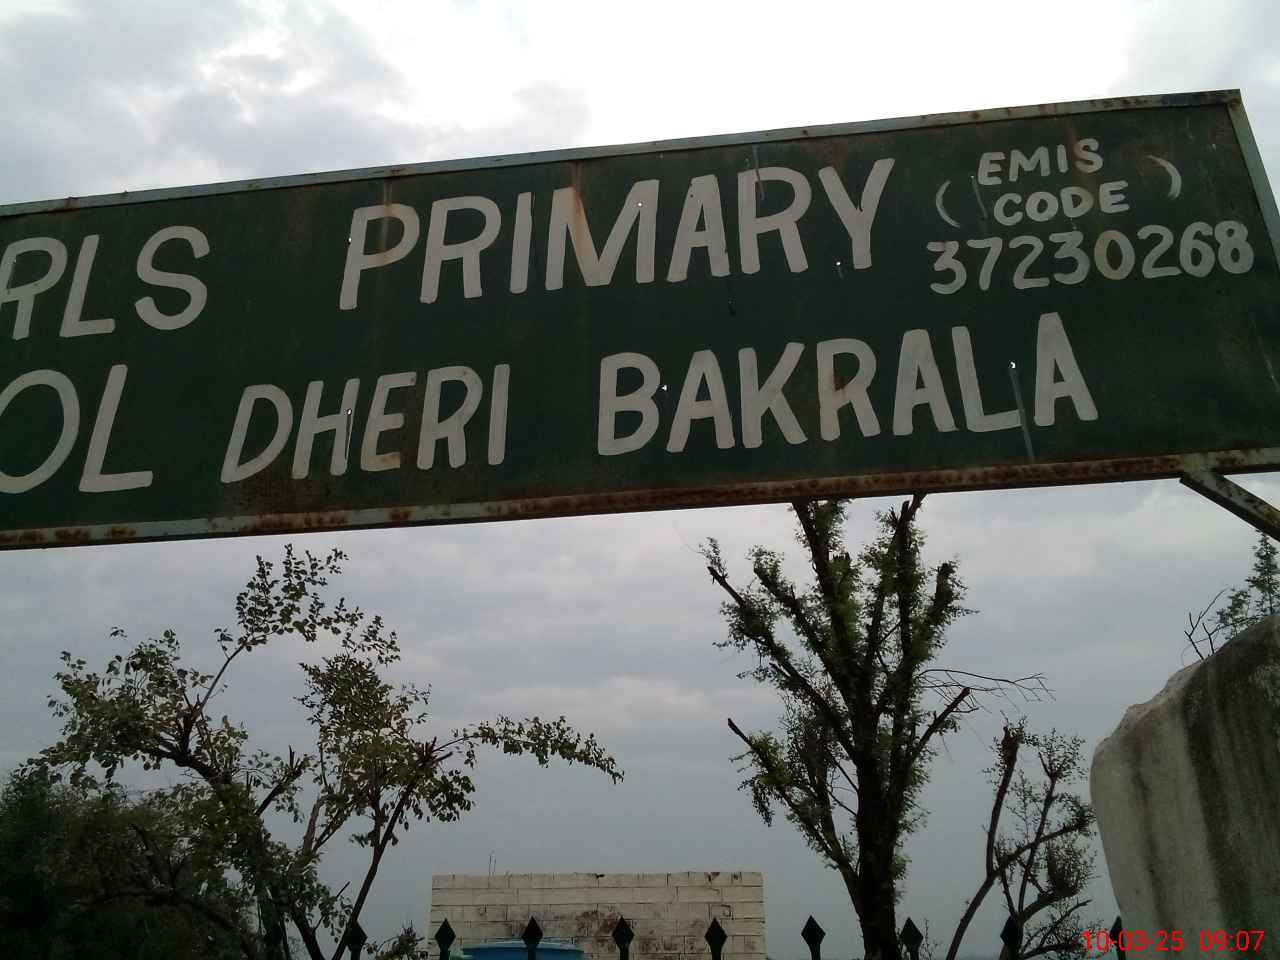 RLS PRIMARY
(EMIS CODE)
37230268
OL DHERI BAKRALA
10-03-25 09:07